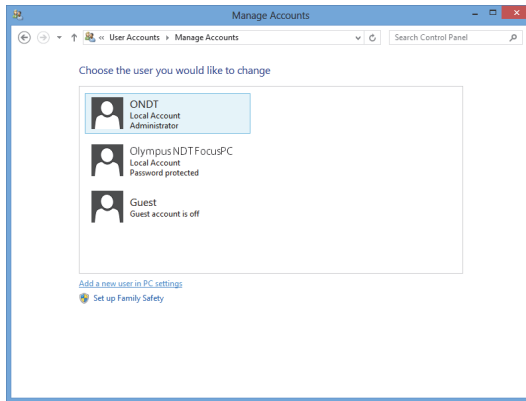 Manage Accounts
« User Accounts ▸ Manage Accounts
Search Control Panel
Choose the user you would like to change
ONDT
Local Account
Administrator
Olympus NDT FocusPC
Local Account
Password protected
Guest
Guest account is off
Add a new user in PC settings
Set up Family Safety